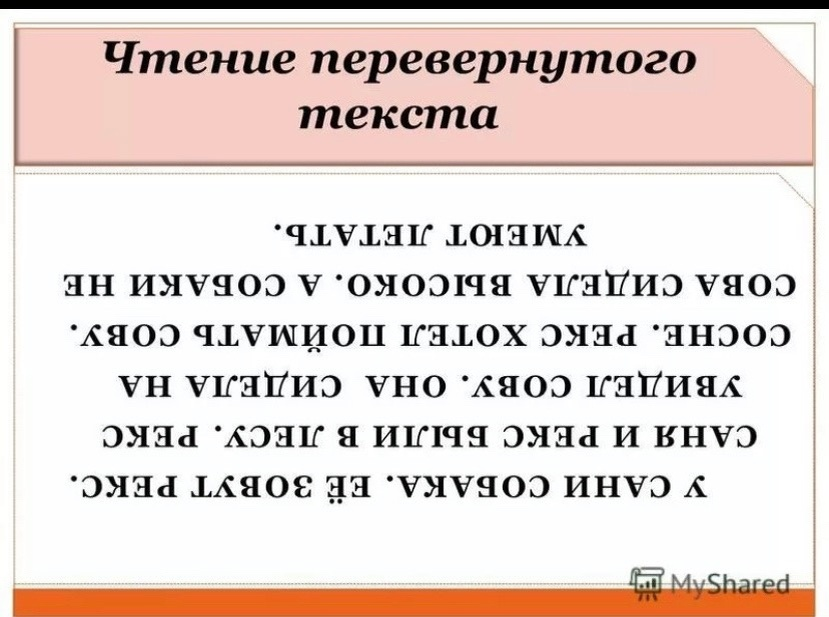 Чтение перевернутого
текста
У САНИ СОБАКА. ЕЁ ЗОВУТ РЕКС.
САНЯ И РЕКС БЫЛИ В ЛЕСУ. РЕКС
УВИДЕЛ СОВУ. ОНА СИДЕЛА НА
СОСНЕ. РЕКС ХОТЕЛ ПОЙМАТЬ СОВУ.
СОВА СИДЕЛА ВЫСОКО. А СОБАКИ НЕ
УМЕЮТ ЛЕТАТЬ.
MyShared